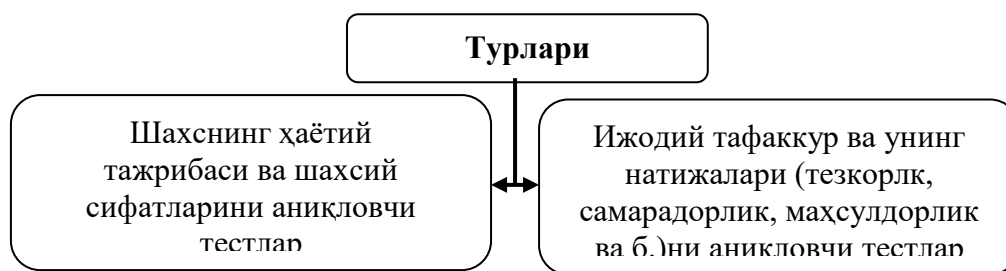 Турлари
Шахснинг ҳаётий
тажрибаси ва шахсий
сифатларини аниқловчи
тестлар
Ижодий тафаккур ва унинг
натижалари (тезкорлк,
самарадорлик, маҳсулдорлик
ва б.)ни аниқловчи тестлар